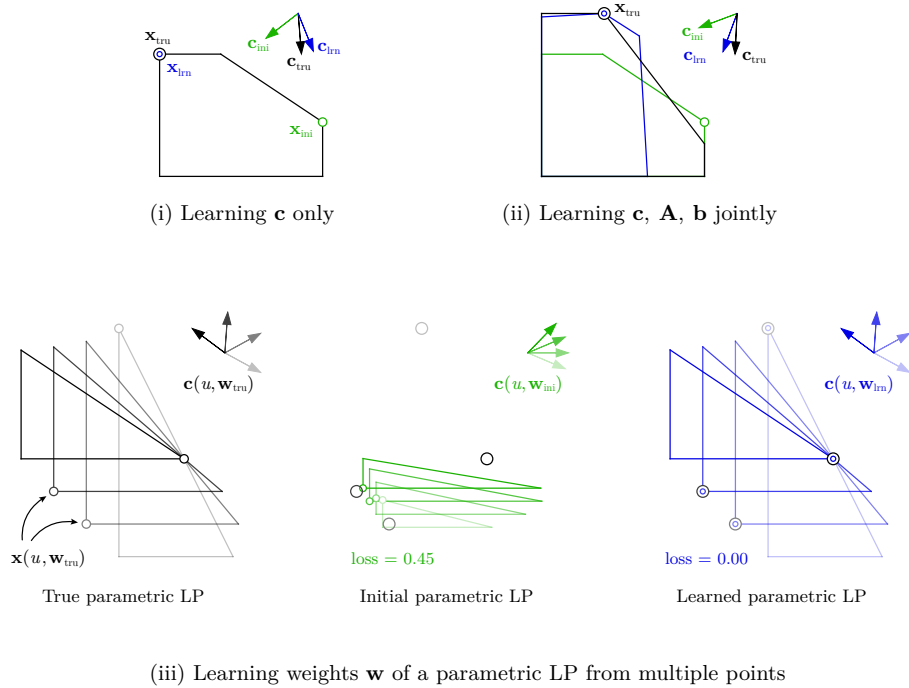 x_tru
x_lrn
c_ini
c_lrn
c_tru
x_ini
(i) Learning c only
x_tru
c_ini
c_lrn
c_tru
(ii) Learning c, A, b jointly
c(u, w_tru)
x(u, w_tru)
True parametric LP
c(u, w_ini)
loss = 0.45
Initial parametric LP
c(u, w_lrn)
loss = 0.00
Learned parametric LP
(iii) Learning weights w of a parametric LP from multiple points